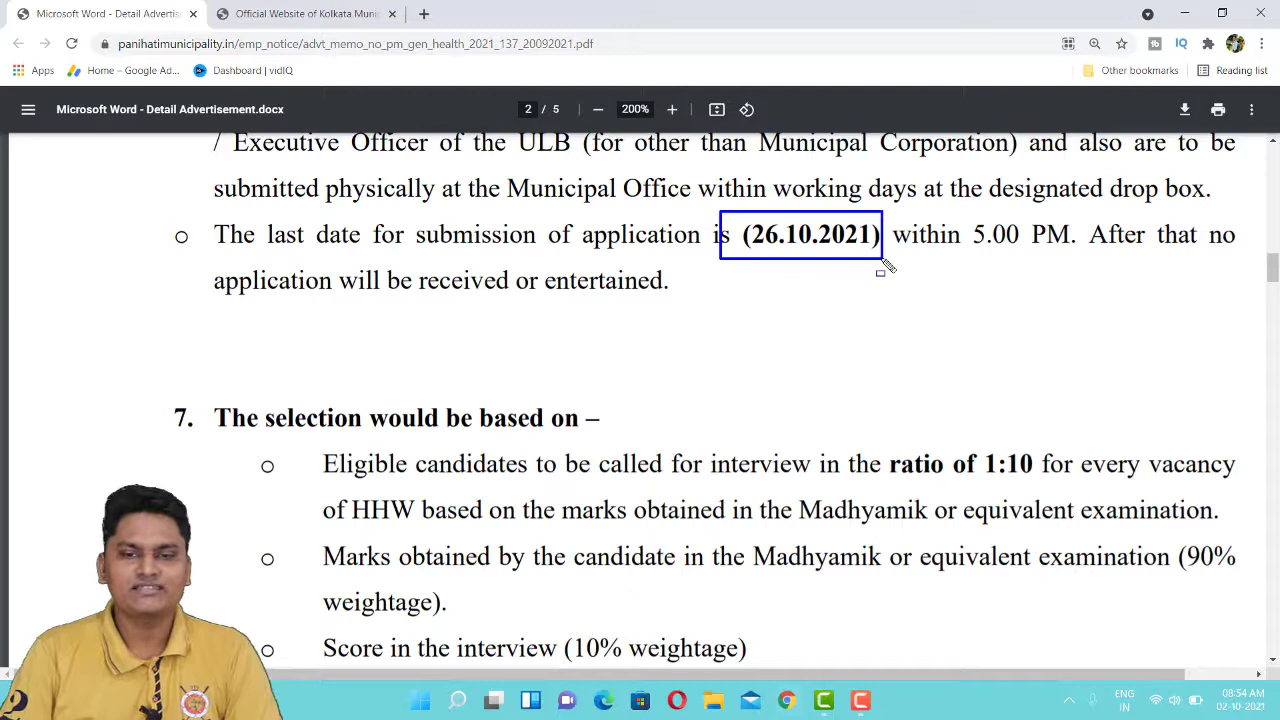 Microsoft Word - Detail Advertise
Official Website of Kolkata Muni
panihatimunicipality.in/emp_notice/advt_memo_no_pm_gen_health_2021_137_20092021.pdf
Apps
Home – Google Ad...
Dashboard | vidIQ
Other bookmarks
Reading list
Microsoft Word - Detail Advertisement.docx
2 / 5
200%
/ Executive Officer of the ULB (for other than Municipal Corporation) and also are to be
submitted physically at the Municipal Office within working days at the designated drop box.
o The last date for submission of application is (26.10.2021) within 5.00 PM. After that no
application will be received or entertained.
7. The selection would be based on –
o Eligible candidates to be called for interview in the ratio of 1:10 for every vacancy
of HHW based on the marks obtained in the Madhyamik or equivalent examination.
o Marks obtained by the candidate in the Madhyamik or equivalent examination (90%
weightage).
o Score in the interview (10% weightage)
ENG
IN
08:54 AM
02-10-2021